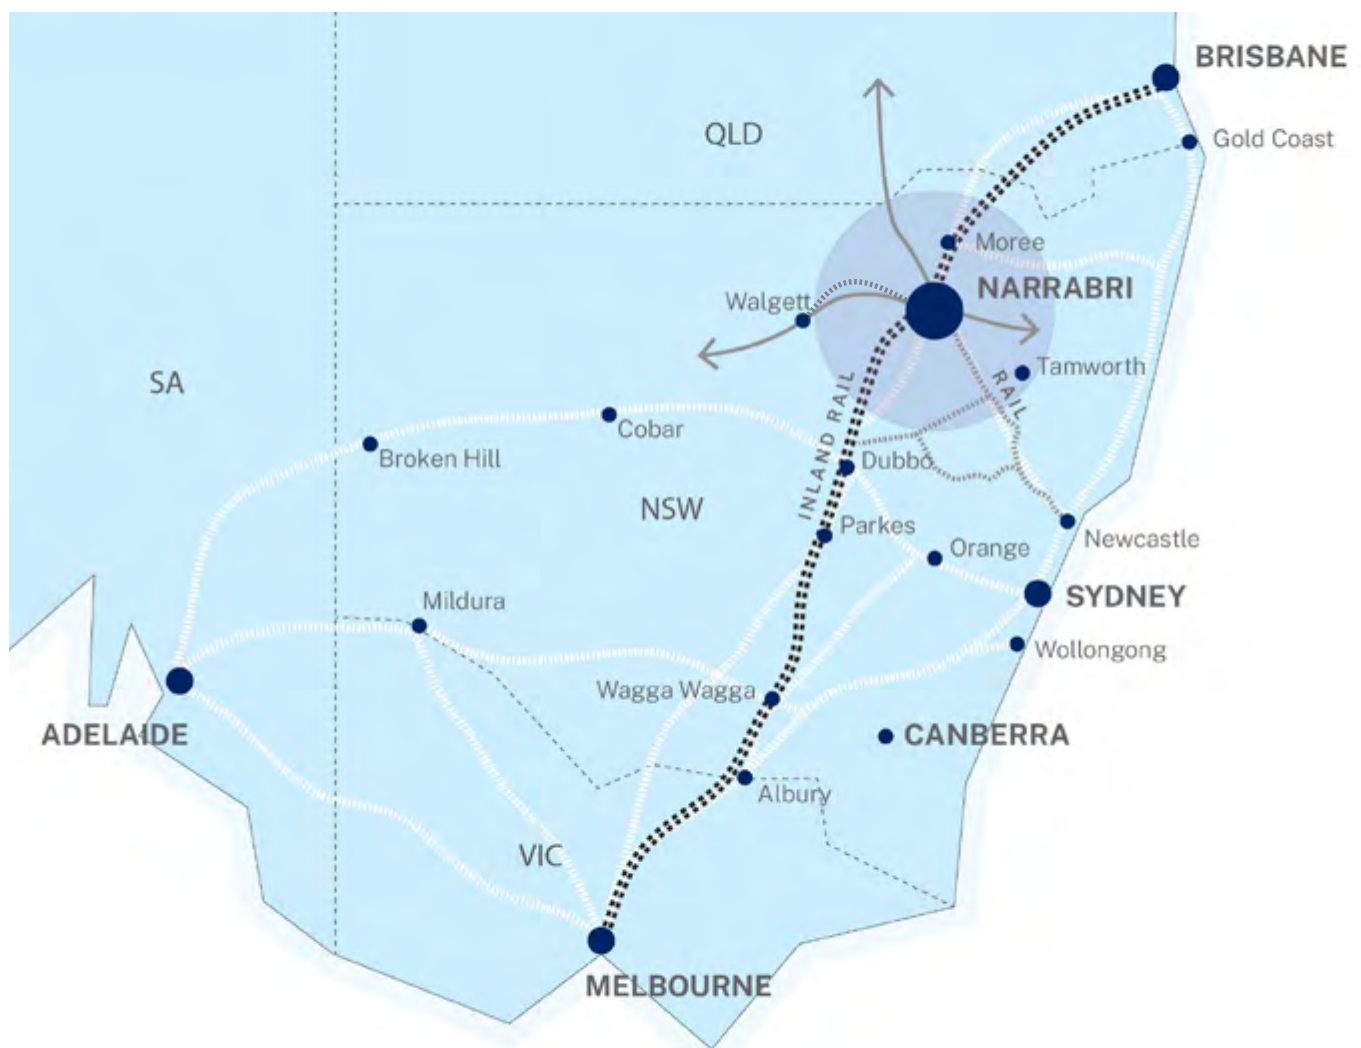 BRISBANE
QLD
Gold Coast
Moree
NARRABRI
Walgett
Tamworth
SA
RAIL
INLAND RAIL
Cobar
Broken Hill
Dubbo
NSW
Parkes
Orange
Newcastle
SYDNEY
Mildura
Wollongong
Wagga Wagga
ADELAIDE
CANBERRA
Albury
VIC
MELBOURNE